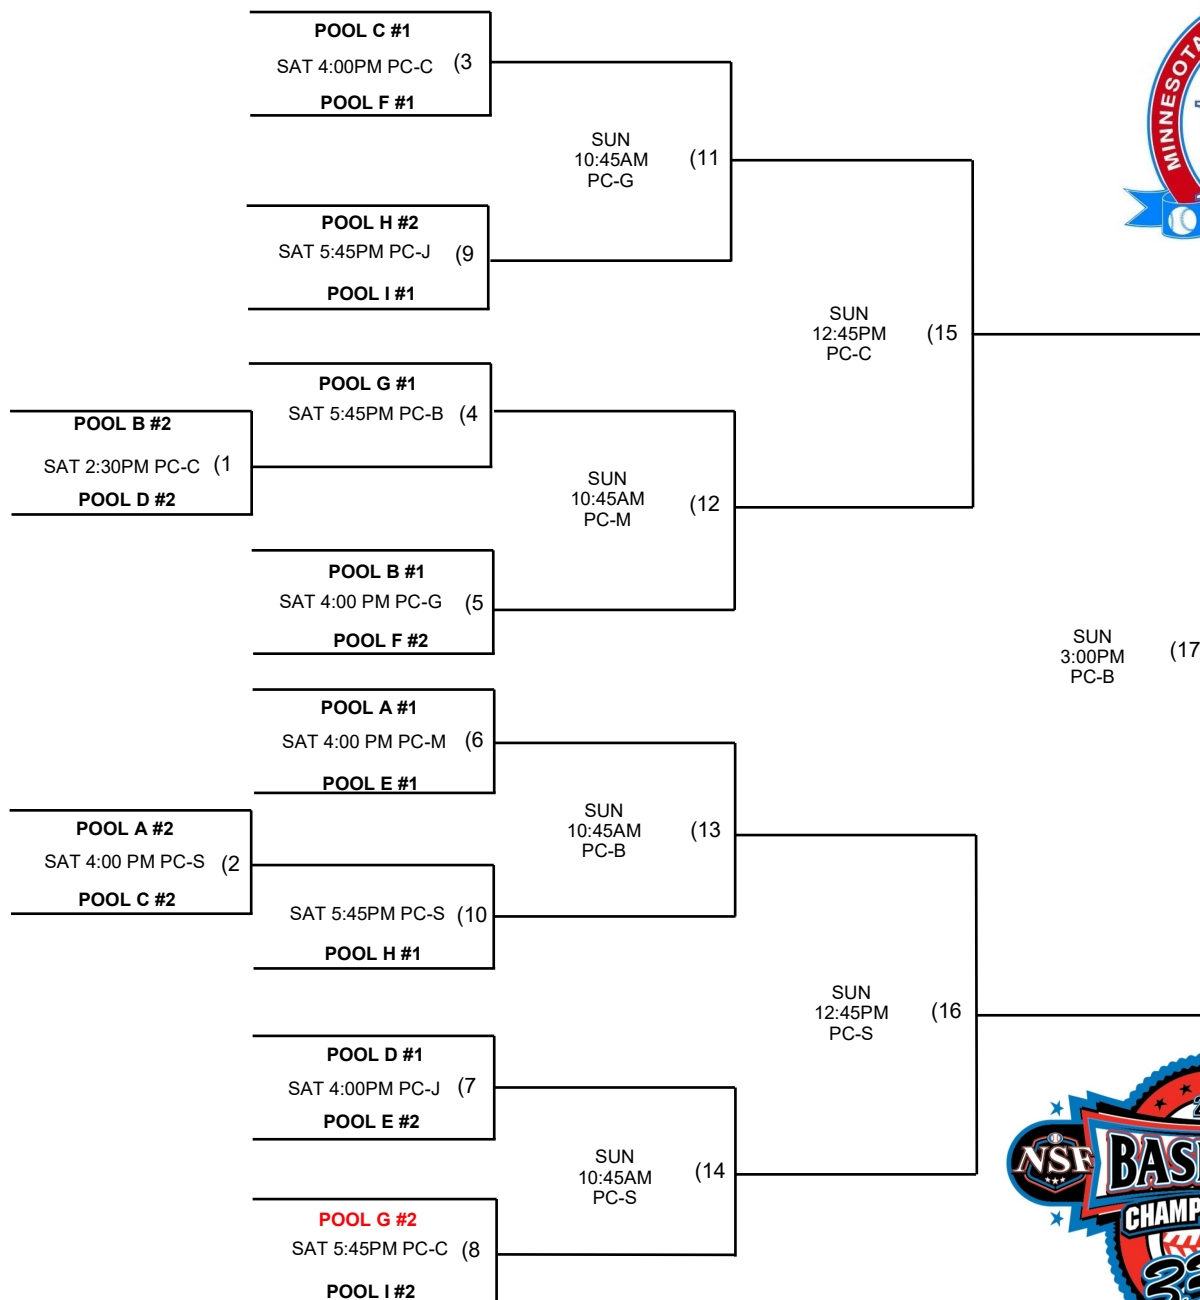 POOL C #1
SAT 4:00PM PC-C (3
POOL F #1
SUN
10:45AM (11
PC-G
POOL H #2
SAT 5:45PM PC-J (9
POOL I #1
SUN
12:45PM (15
PC-C
POOL G #1
SAT 5:45PM PC-B (4
POOL B #2
SAT 2:30PM PC-C (1
POOL D #2
SUN
10:45AM (12
PC-M
POOL B #1
SAT 4:00 PM PC-G (5
POOL F #2
SUN
3:00PM (17
PC-B
POOL A #1
SAT 4:00 PM PC-M (6
POOL E #1
POOL A #2
SAT 4:00 PM PC-S (2
POOL C #2
SUN
10:45AM (13
PC-B
SAT 5:45PM PC-S (10
POOL H #1
SUN
12:45PM (16
PC-S
POOL D #1
SAT 4:00PM PC-J (7
POOL E #2
SUN
10:45AM (14
PC-S
POOL G #2
SAT 5:45PM PC-C (8
POOL I #2
MINNESOTA
NSF
BAS
CHAMP